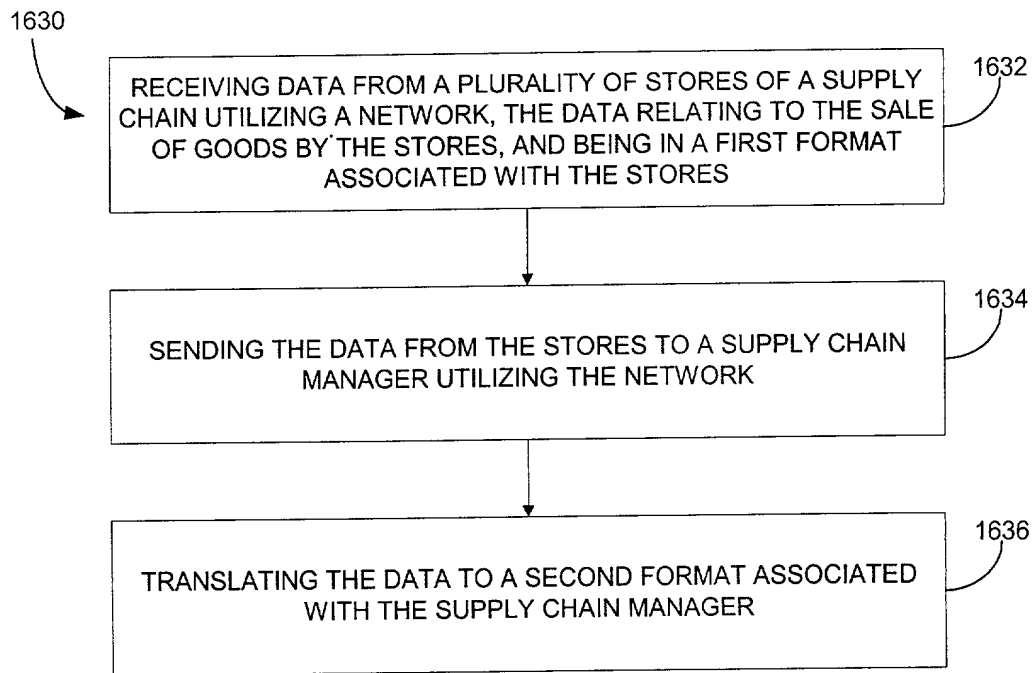 1630
1632
RECEIVING DATA FROM A PLURALITY OF STORES OF A SUPPLY
CHAIN UTILIZING A NETWORK, THE DATA RELATING TO THE SALE
OF GOODS BY THE STORES, AND BEING IN A FIRST FORMAT
ASSOCIATED WITH THE STORES
1634
SENDING THE DATA FROM THE STORES TO A SUPPLY CHAIN
MANAGER UTILIZING THE NETWORK
1636
TRANSLATING THE DATA TO A SECOND FORMAT ASSOCIATED
WITH THE SUPPLY CHAIN MANAGER